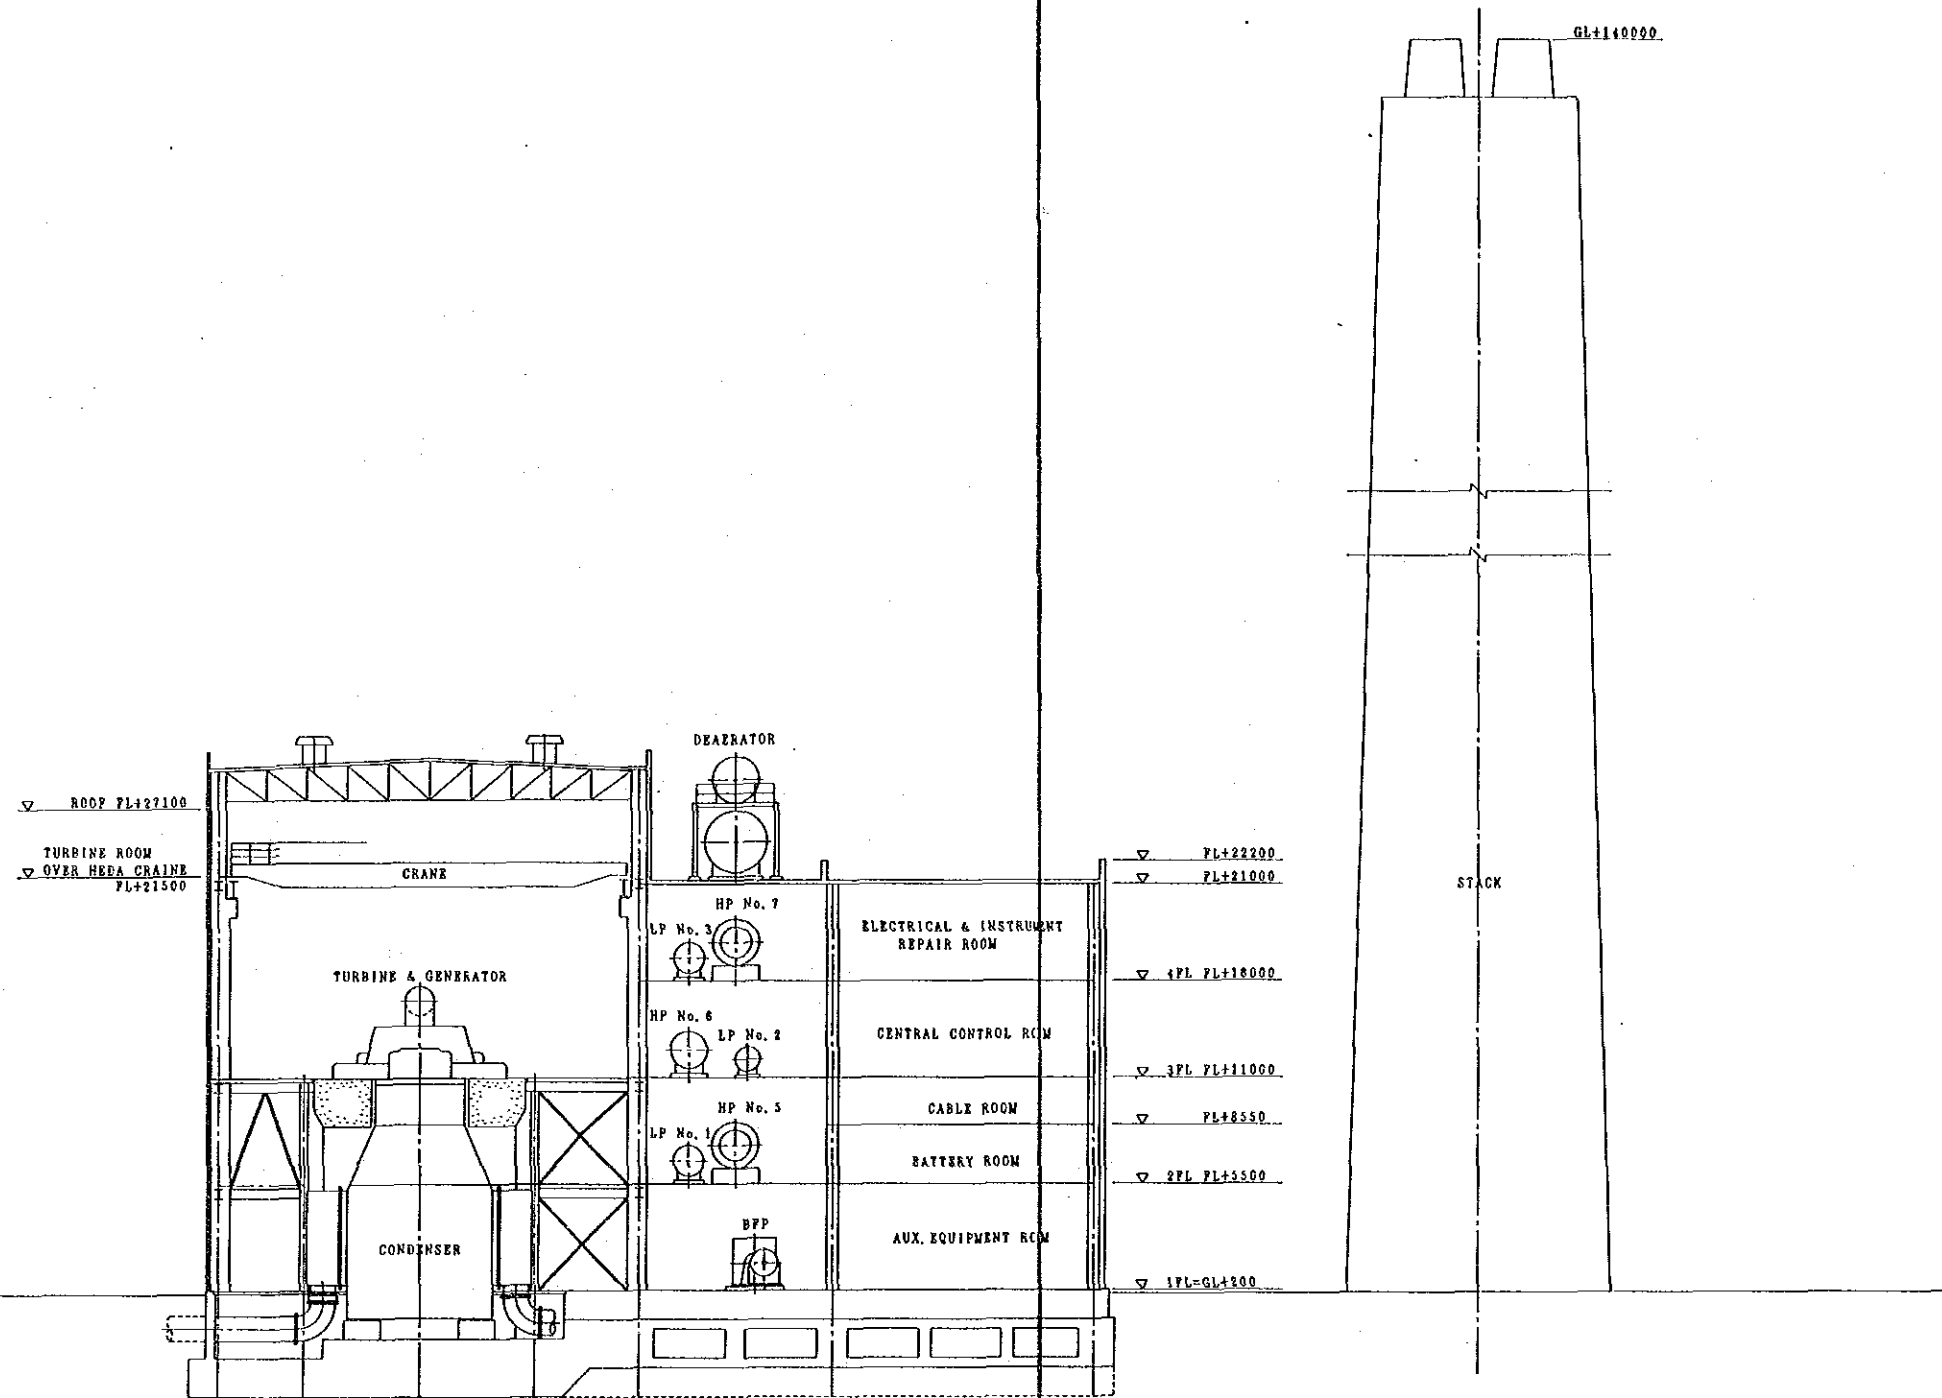 GL+140000
DEAERATOR
ROOF FL+27100
TURBINE ROOM
OVER HEDA CRAINE
FL+21500
CRANE
FL+22200
FL+21000
STACK
HP No. 7
LP No. 3
ELECTRICAL & INSTRUMENT
REPAIR ROOM
TURBINE & GENERATOR
4FL FL+16000
HP No. 6
LP No. 2
CENTRAL CONTROL ROOM
3FL FL+11000
HP No. 5
CABLE ROOM
FL+8550
LP No. 1
BATTERY ROOM
2FL FL+5500
BFP
AUX. EQUIPMENT ROOM
CONDENSER
1FL=GL+200